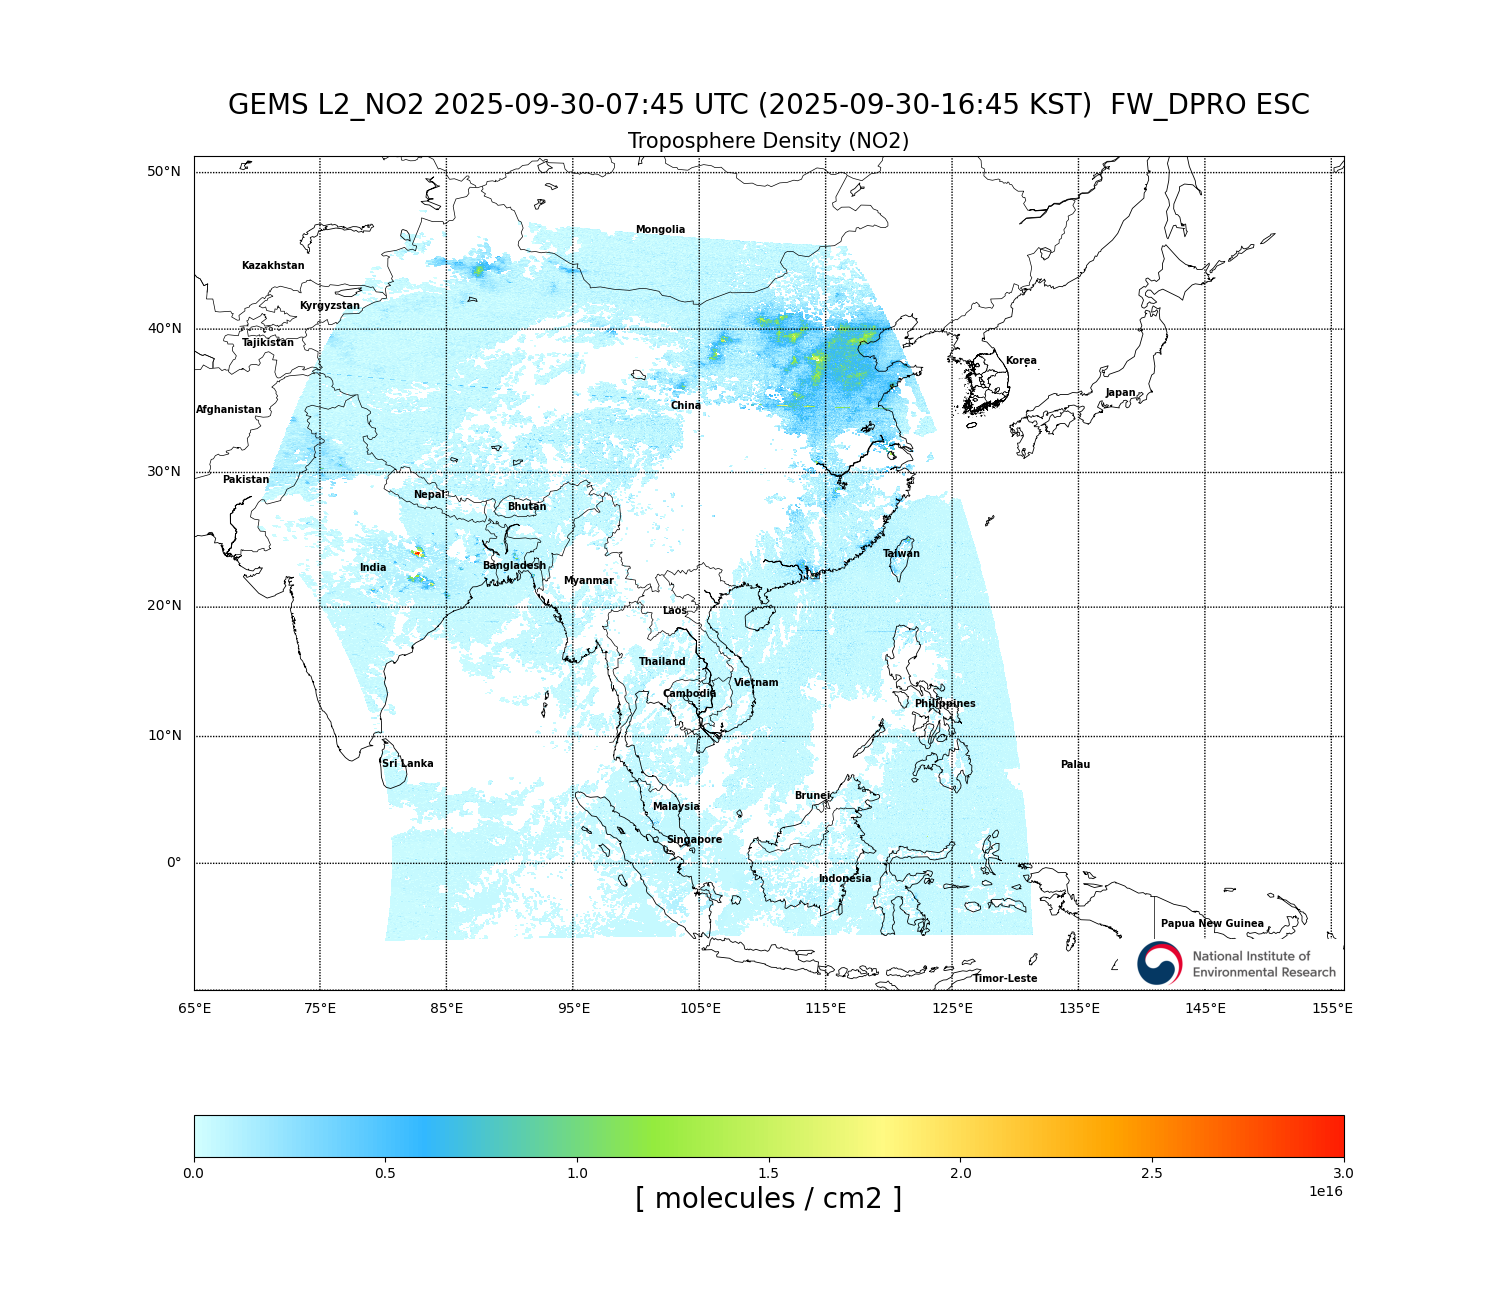 GEMS L2_NO2 2025-09-30-07:45 UTC (2025-09-30-16:45 KST)  FW_DPRO ESC
Troposphere Density (NO2)
50°N
Mongolia
Kazakhstan
Kyrgyzstan
40°N
Tajikistan
Korea
Japan
Afghanistan
China
30°N
Pakistan
Nepal
Bhutan
Taiwan
India
Bangladesh
Myanmar
20°N
Laos
Thailand
Vietnam
Cambodia
Philippines
10°N
Sri Lanka
Palau
Brunei
Malaysia
Singapore
0°
Indonesia
Papua New Guinea
National Institute of
Environmental Research
Timor-Leste
65°E 75°E 85°E 95°E 105°E 115°E 125°E 135°E 145°E 155°E
0.0 0.5 1.0 1.5 2.0 2.5 3.0
1e16
[ molecules / cm2 ]